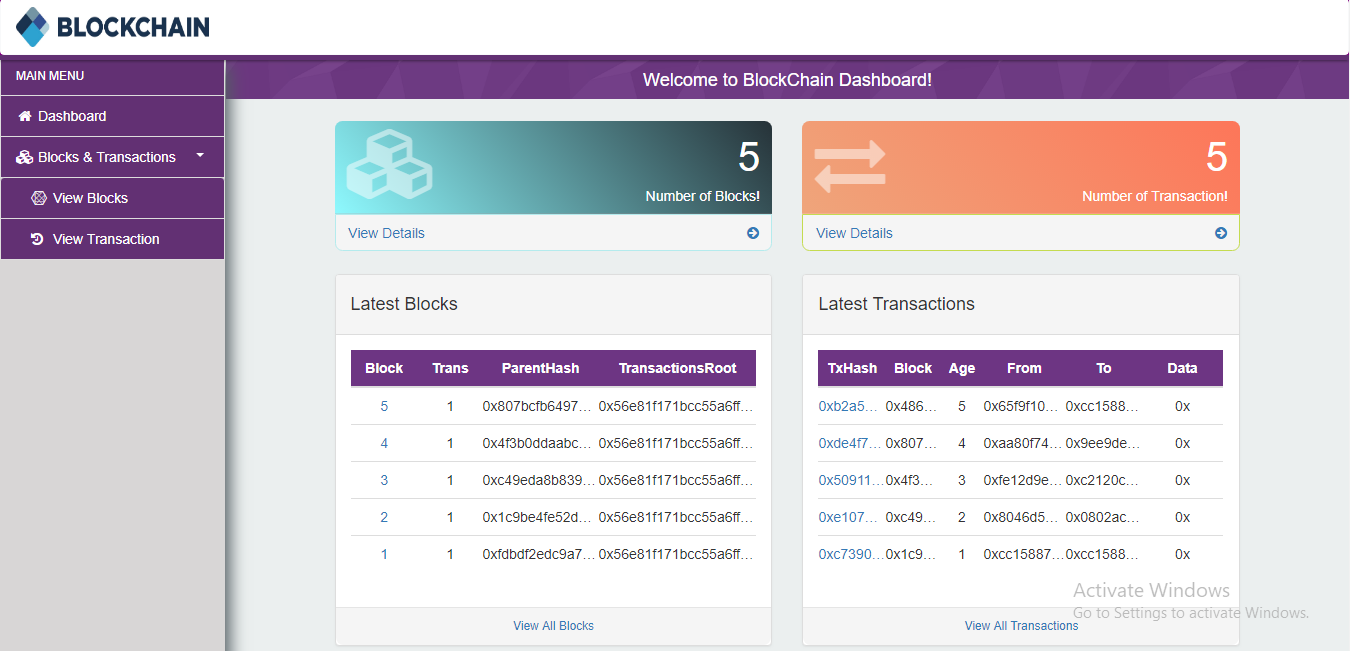 BLOCKCHAIN
MAIN MENU
Dashboard
Blocks & Transactions
View Blocks
View Transaction
Welcome to BlockChain Dashboard!
5
Number of Blocks!
View Details
5
Number of Transaction!
View Details
Latest Blocks
Block Trans ParentHash TransactionsRoot
5 1 0x807bcfb6497... 0x56e81f171bcc55a6ff...
4 1 0x4f3b0ddaabc... 0x56e81f171bcc55a6ff...
3 1 0xc49eda8b839... 0x56e81f171bcc55a6ff...
2 1 0x1c9be4fe52d... 0x56e81f171bcc55a6ff...
1 1 0xfdbdf2edc9a7... 0x56e81f171bcc55a6ff...
View All Blocks
Latest Transactions
TxHash Block Age From To Data
0xb2a5... 0x486... 5 0x65f9f10... 0xcc1588... 0x
0xde4f7... 0x807... 4 0xaa80f74... 0x9ee9de... 0x
0x50911... 0x4f3... 3 0xfe12d9e... 0xc2120c... 0x
0xe107... 0xc49... 2 0x8046d5... 0x0802ac... 0x
0xc7390... 0x1c9... 1 0xcc15887... 0xcc1588... 0x
View All Transactions
Activate Windows
Go to Settings to activate Windows.